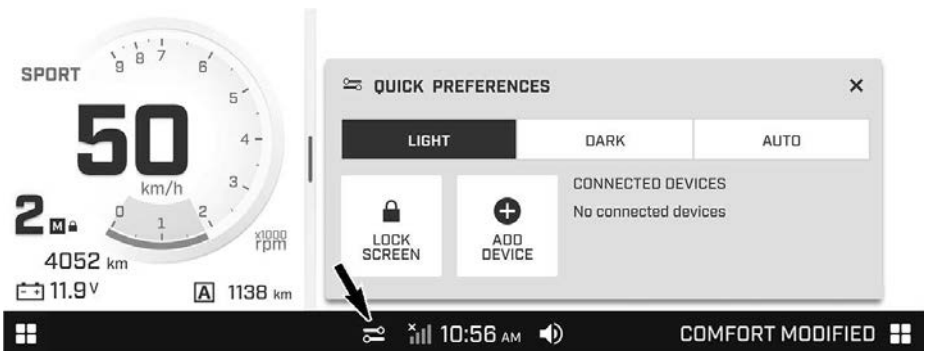 SPORT
9 8 7 6
5
4
3
50
km/h
2 M
0 1 2
x1000
rpm
4052 km
11.9 V
A 1138 km
QUICK PREFERENCES
LIGHT DARK AUTO
LOCK
SCREEN
ADD
DEVICE
CONNECTED DEVICES
No connected devices
10:56 AM
COMFORT MODIFIED